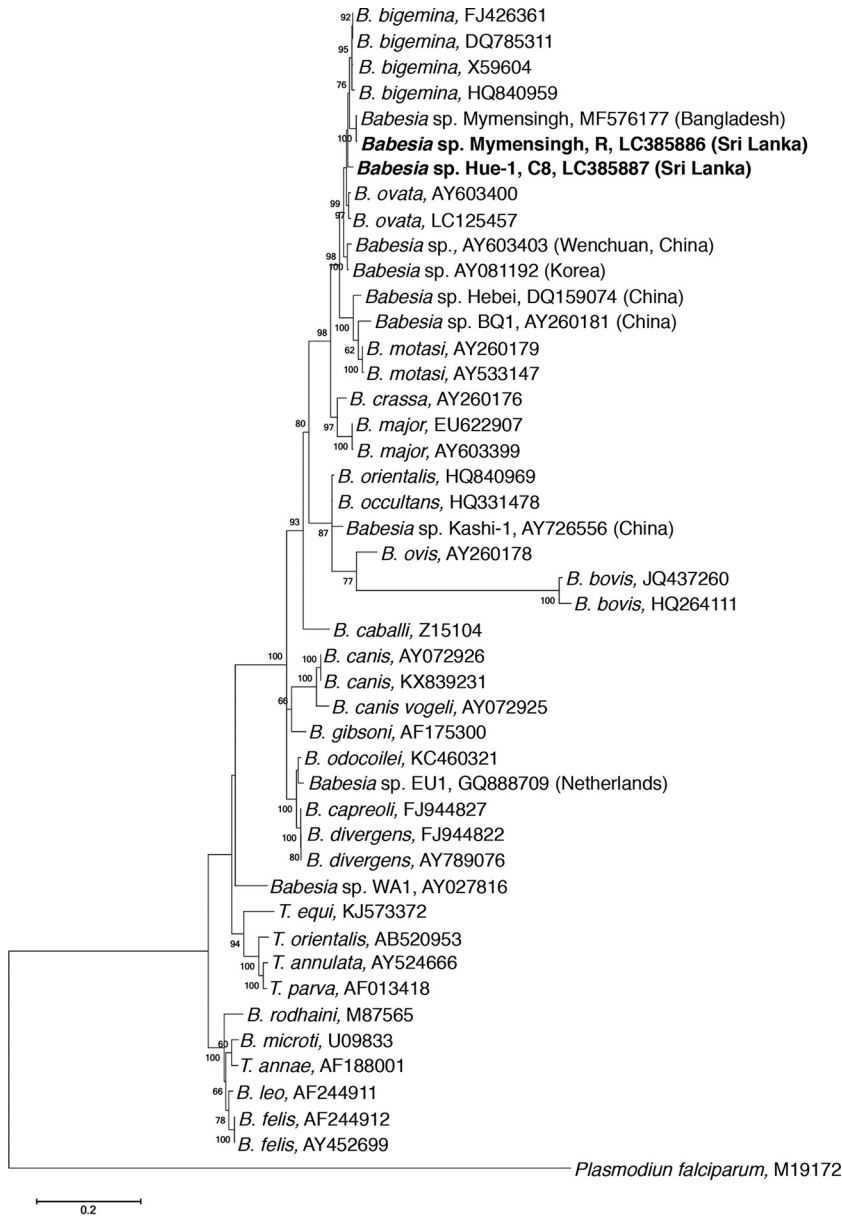 92 B. bigemina, FJ426361
B. bigemina, DQ785311
95
B. bigemina, X59604
76
B. bigemina, HQ840959
Babesia sp. Mymensingh, MF576177 (Bangladesh)
100 Babesia sp. Mymensingh, R, LC385886 (Sri Lanka)
Babesia sp. Hue-1, C8, LC385887 (Sri Lanka)
B. ovata, AY603400
99
97 B. ovata, LC125457
Babesia sp., AY603403 (Wenchuan, China)
98
100 Babesia sp. AY081192 (Korea)
Babesia sp. Hebei, DQ159074 (China)
100 Babesia sp. BQ1, AY260181 (China)
98
62 B. motasi, AY260179
100 B. motasi, AY533147
B. crassa, AY260176
80 97 B. major, EU622907
100 B. major, AY603399
B. orientalis, HQ840969
B. occultans, HQ331478
93 87 Babesia sp. Kashi-1, AY726556 (China)
B. ovis, AY260178
77 B. bovis, JQ437260
100 B. bovis, HQ264111
B. caballi, Z15104
100 100 B. canis, AY072926
100 B. canis, KX839231
66 B. canis vogeli, AY072925
B. gibsoni, AF175300
B. odocoilei, KC460321
Babesia sp. EU1, GQ888709 (Netherlands)
100 B. capreoli, FJ944827
100 B. divergens, FJ944822
80 B. divergens, AY789076
Babesia sp. WA1, AY027816
T. equi, KJ573372
94 T. orientalis, AB520953
100 T. annulata, AY524666
100 T. parva, AF013418
B. rodhaini, M87565
60 B. microti, U09833
100 T. annae, AF188001
66 B. leo, AF244911
78 B. felis, AF244912
100 B. felis, AY452699
Plasmodiun falciparum, M19172
0.2